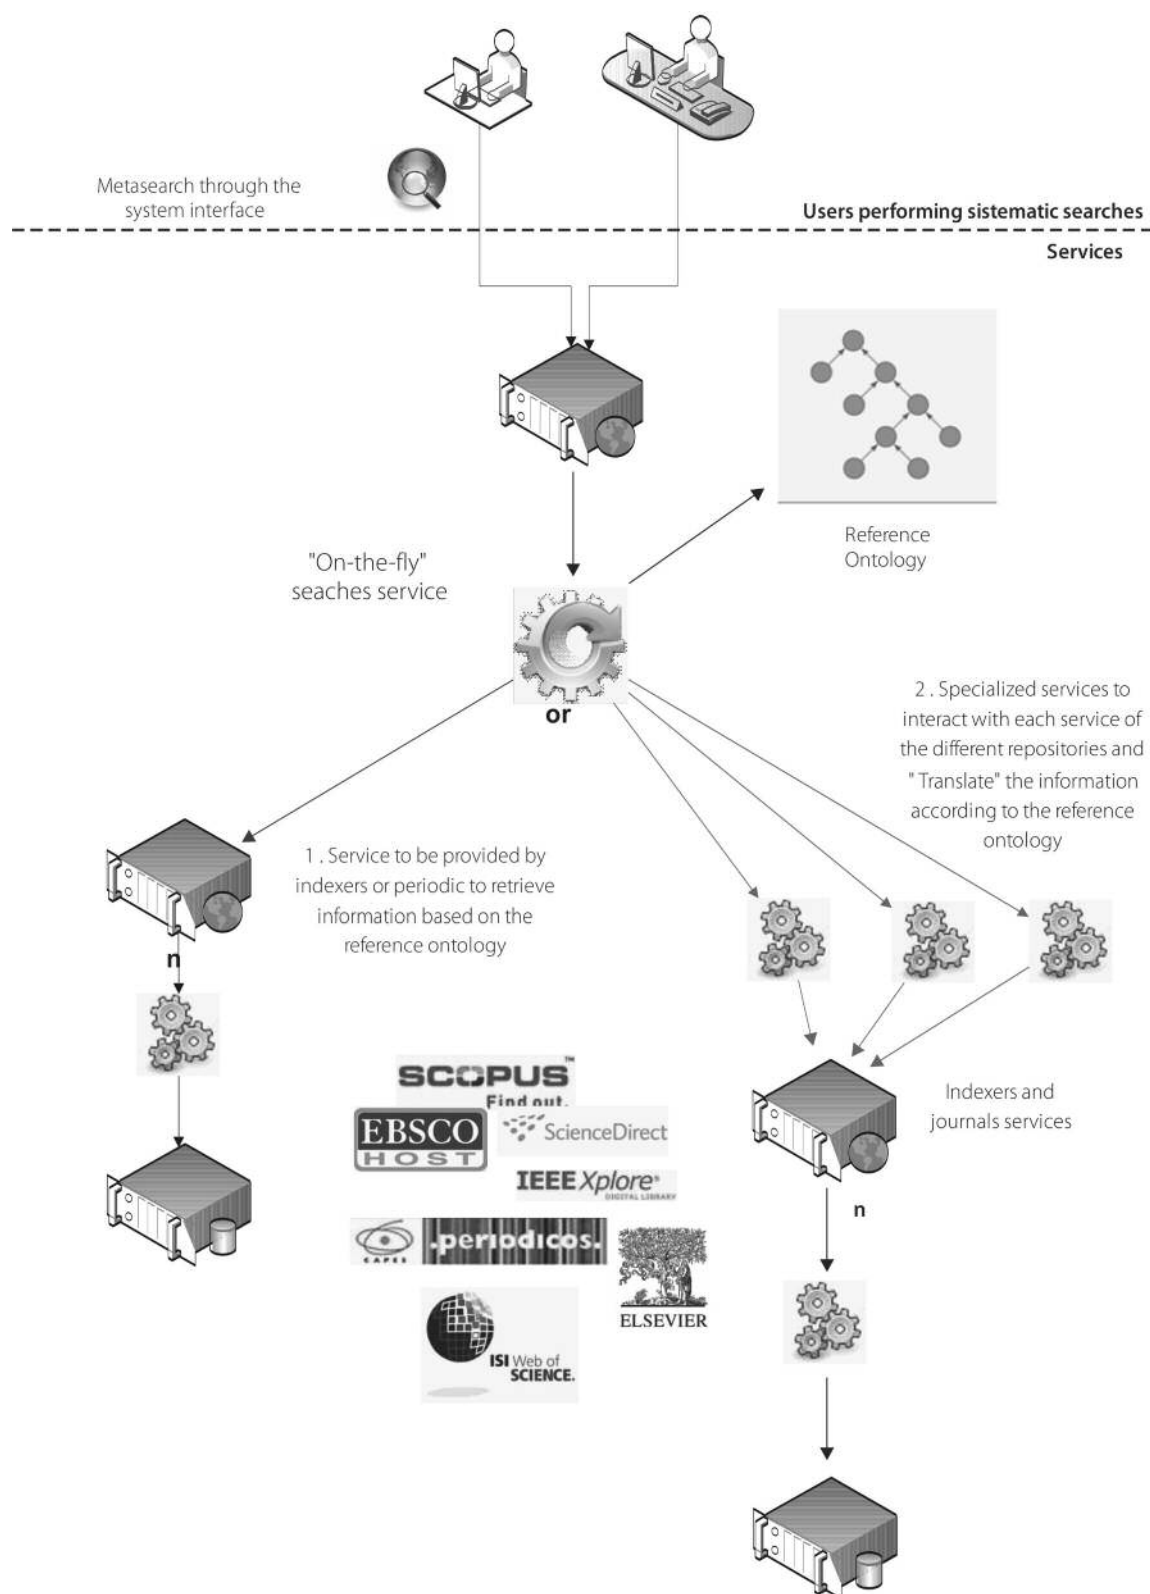 Metasearch through the
system interface
Users performing sistematic searches
Services
Reference
Ontology
"On-the-fly"
seaches service
or
2 . Specialized services to
interact with each service of
the different repositories and
" Translate" the information
according to the reference
ontology
1 . Service to be provided by
indexers or periodic to retrieve
information based on the
reference ontology
n
SCOPUS™
Find out.
EBSCO
HOST
ScienceDirect
IEEE Xplore®
DIGITAL LIBRARY
CAPES
.periodicos.
ELSEVIER
ISI Web of
SCIENCE.
Indexers and
journals services
n